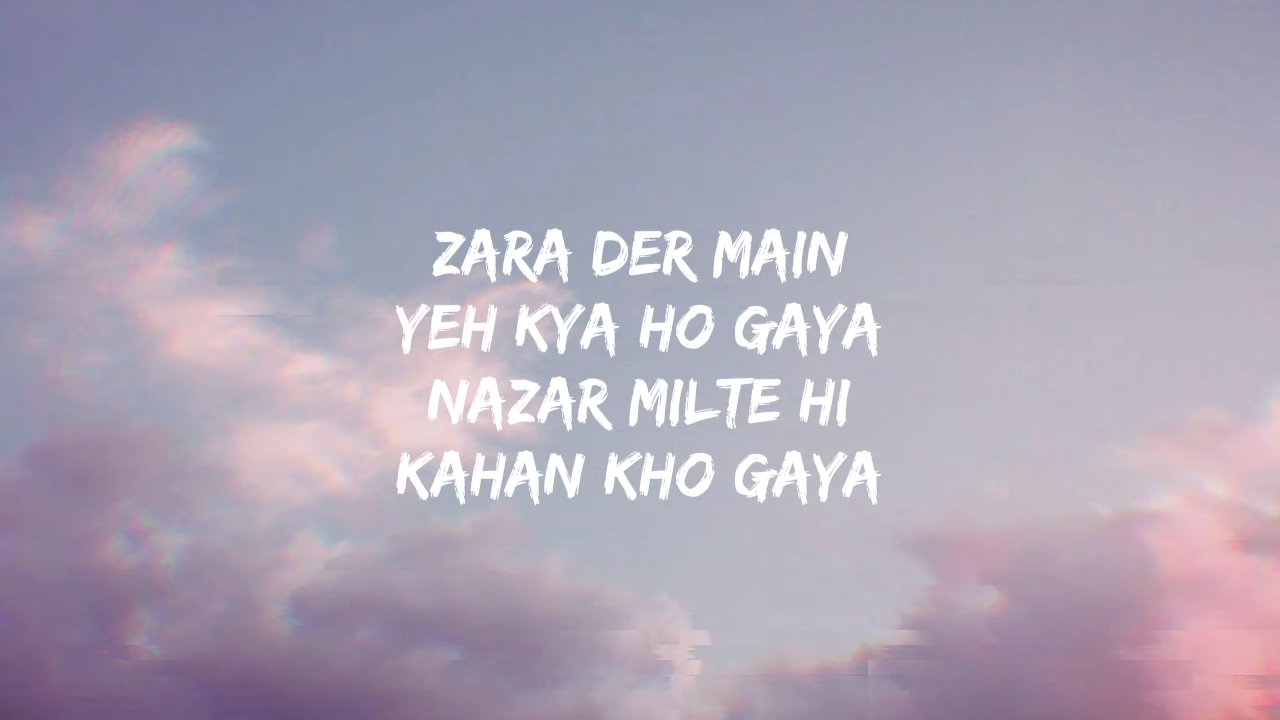 ZARA DER MAIN
YEH KYA HO GAYA
NAZAR MILTE HI
KAHAN KHO GAYA